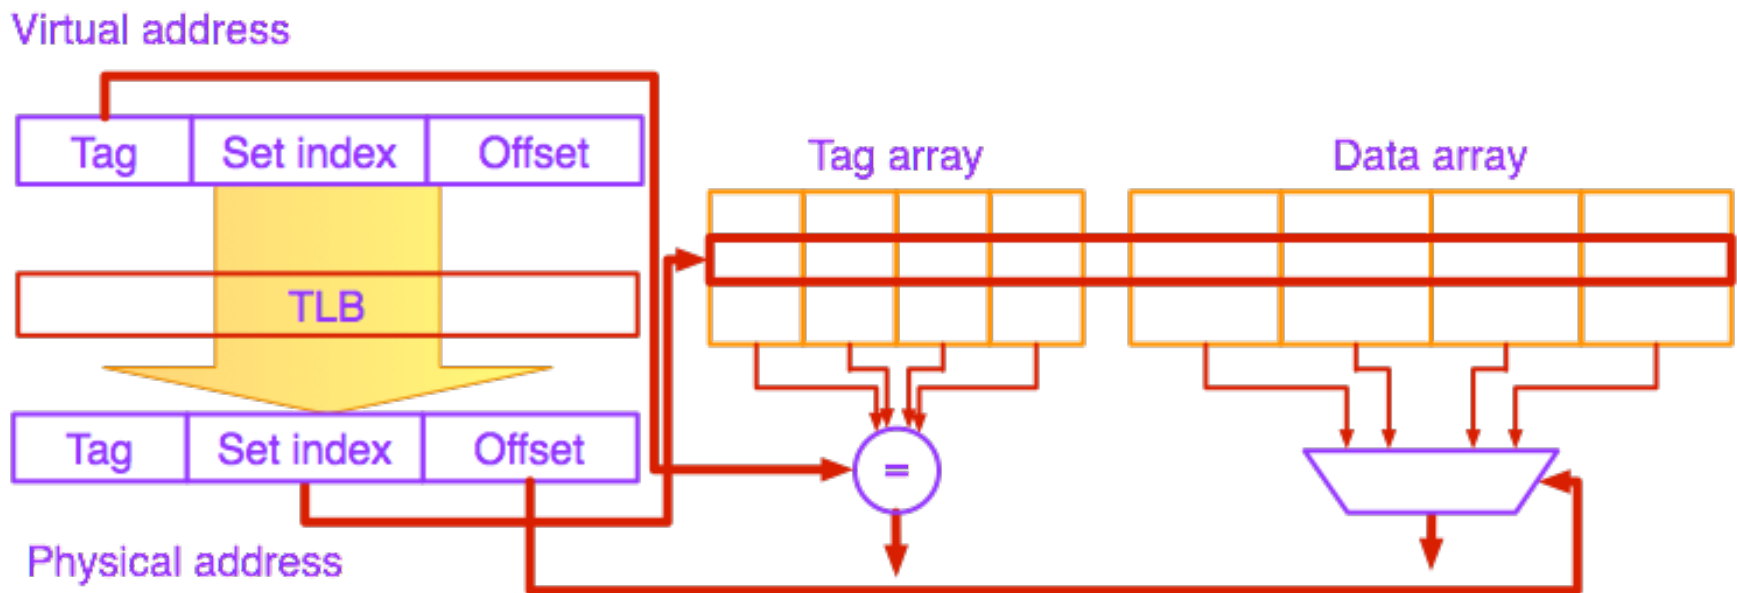 Virtual address
Tag Set index Offset
Tag array Data array
TLB
Tag Set index Offset
=
Physical address